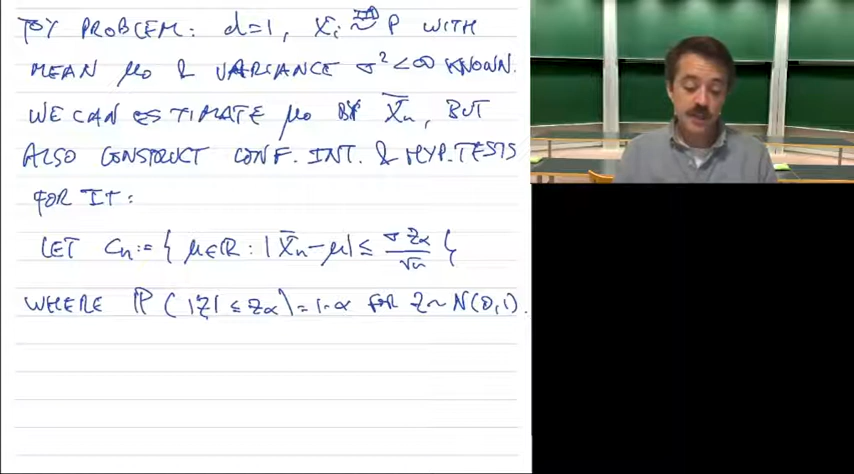 TOY PROBLEM: d=1, Xᵢ ~ᴵᴵᴰ P WITH
MEAN μ₀ & VARIANCE σ² < ∞ KNOWN.
WE CAN ESTIMATE μ₀ BY X̄ₙ, BUT
ALSO CONSTRUCT CONF. INT. & HYP. TESTS
FOR IT:
LET Cₙ := { μ∈ℝ : |X̄ₙ-μ| ≤ σ Z_α / √n }
WHERE ℙ ( |Z| ≤ Z_α ) = 1-α FOR Z ~ N(0,1).